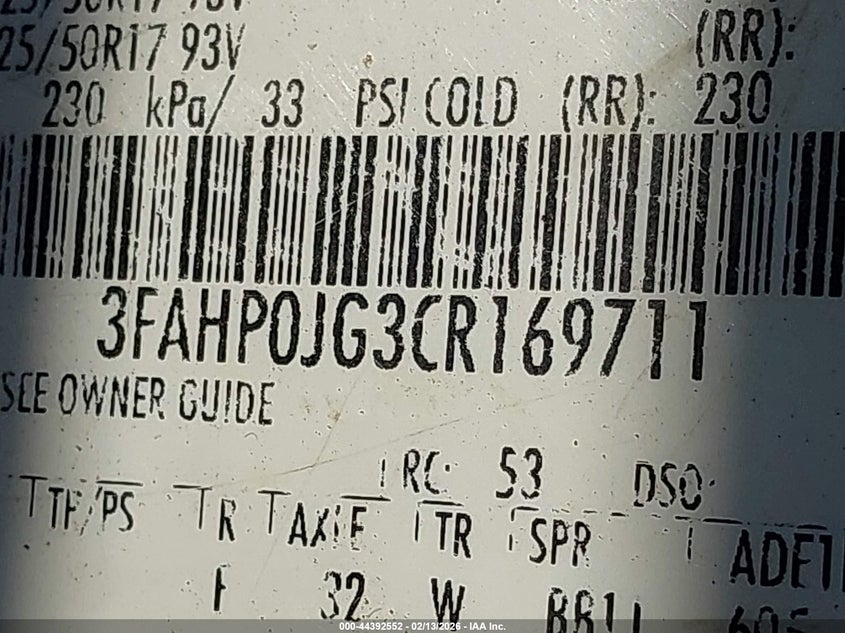 25/50R17 93V (RR):
230 kPa/ 33 PSI COLD (RR): 230
3FAHP0JG3CR169711
SEE OWNER GUIDE
RC: 53 DSO:
TR AXLE TR SPR
32 W
000-44392552 - 02/13/2026 - IAA Inc.